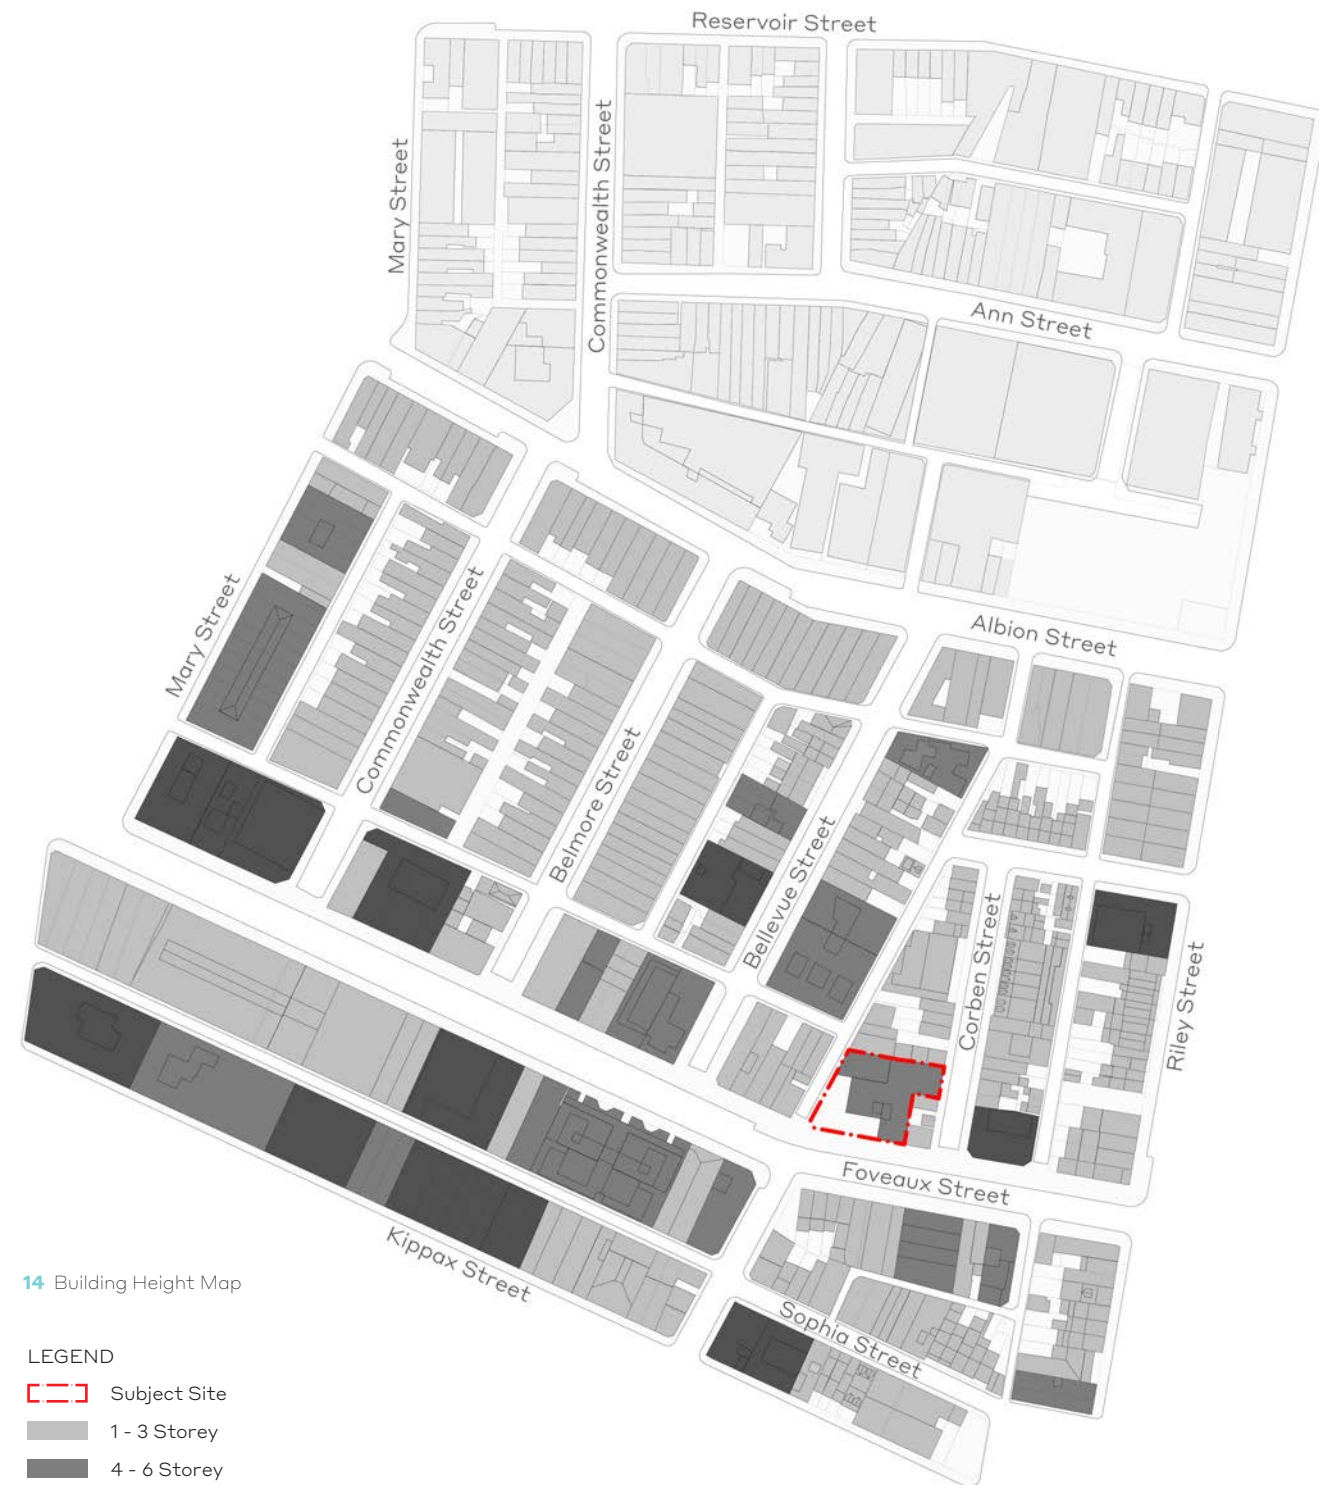 Reservoir Street
Mary Street
Commonwealth Street
Ann Street
Albion Street
Mary Street
Commonwealth Street
Belmore Street
Bellevue Street
Corben Street
Riley Street
Foveaux Street
Kippax Street
Sophia Street
14 Building Height Map
LEGEND
Subject Site
1 - 3 Storey
4 - 6 Storey